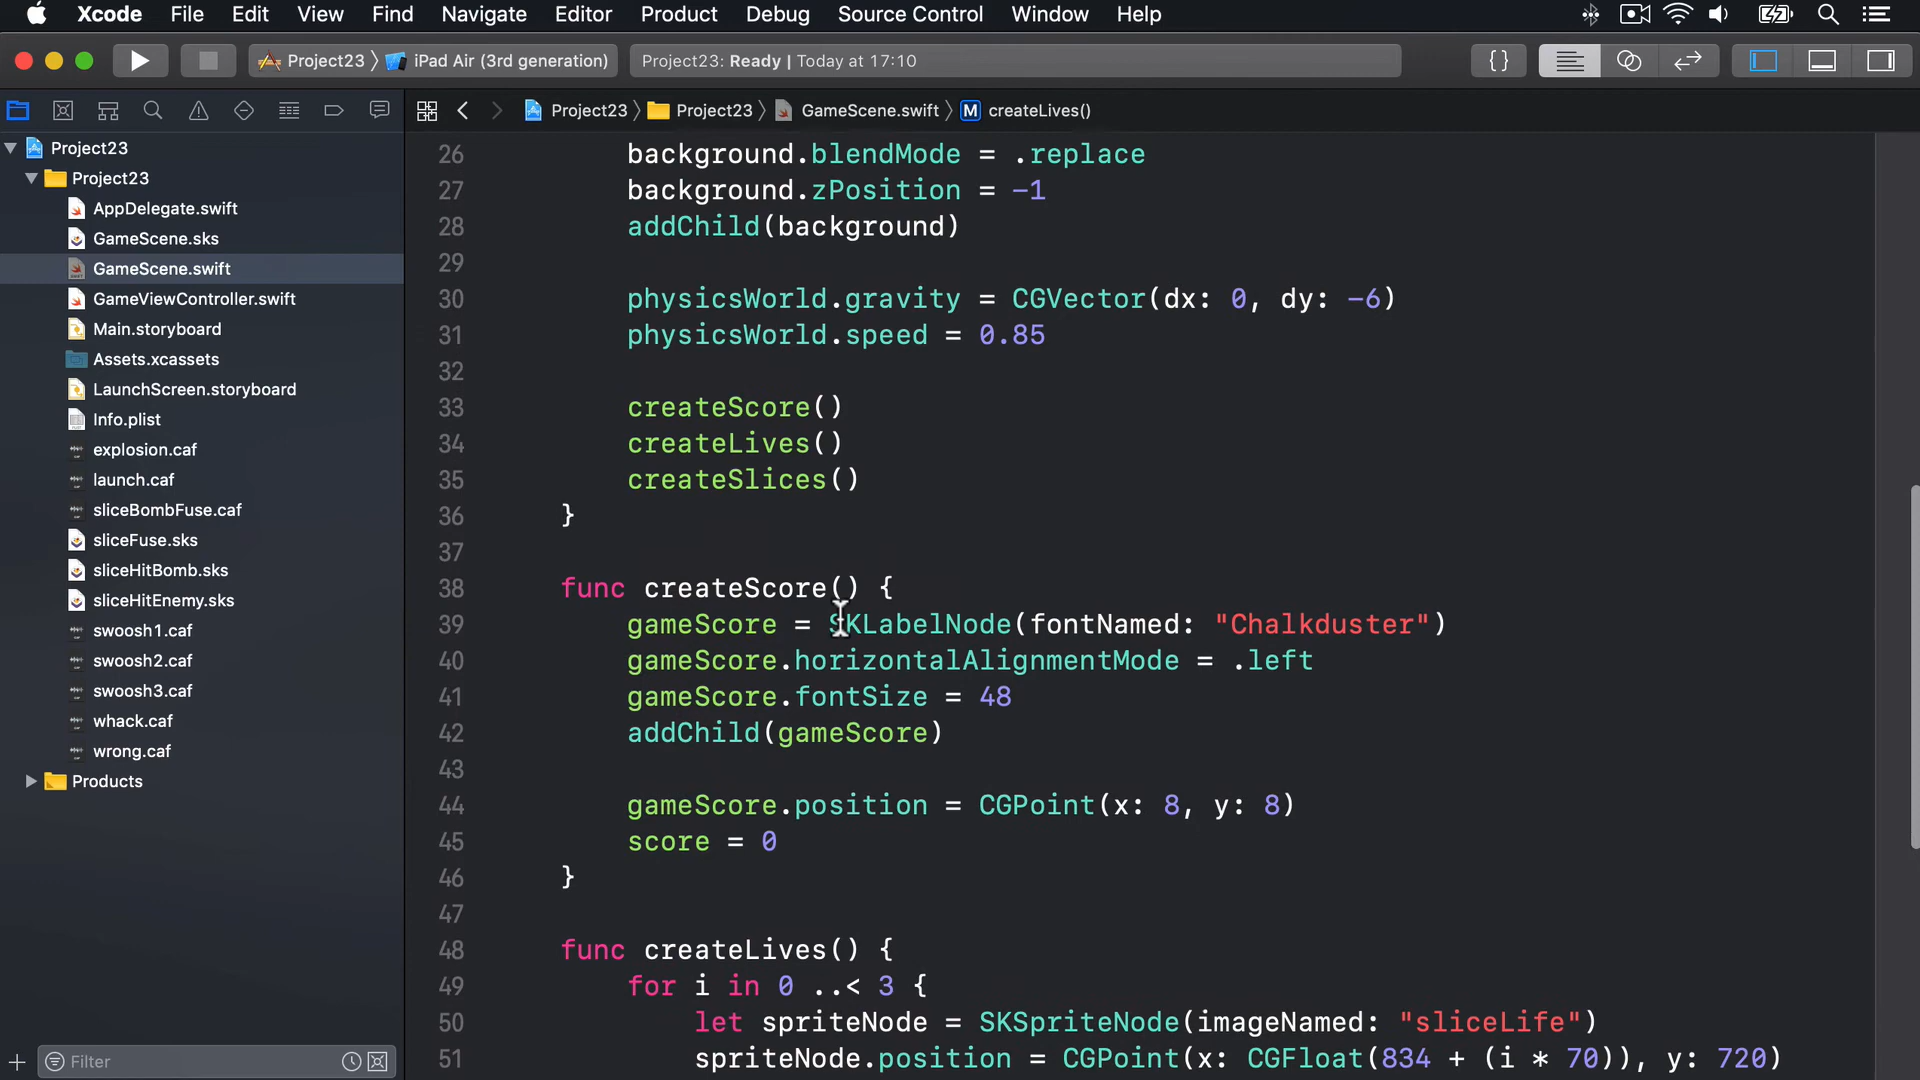 Xcode File Edit View Find Navigate Editor Product Debug Source Control Window Help
Project23 iPad Air (3rd generation) Project23: Ready | Today at 17:10 {}
Project23 Project23 GameScene.swift M createLives()
Project23
Project23
AppDelegate.swift
GameScene.sks
GameScene.swift
GameViewController.swift
Main.storyboard
Assets.xcassets
LaunchScreen.storyboard
Info.plist
explosion.caf
launch.caf
sliceBombFuse.caf
sliceFuse.sks
sliceHitBomb.sks
sliceHitEnemy.sks
swoosh1.caf
swoosh2.caf
swoosh3.caf
whack.caf
wrong.caf
Products
Filter
26 background.blendMode = .replace
27 background.zPosition = -1
28 addChild(background)
29
30 physicsWorld.gravity = CGVector(dx: 0, dy: -6)
31 physicsWorld.speed = 0.85
32
33 createScore()
34 createLives()
35 createSlices()
36 }
37
38 func createScore() {
39 gameScore = SKLabelNode(fontNamed: "Chalkduster")
40 gameScore.horizontalAlignmentMode = .left
41 gameScore.fontSize = 48
42 addChild(gameScore)
43
44 gameScore.position = CGPoint(x: 8, y: 8)
45 score = 0
46 }
47
48 func createLives() {
49 for i in 0 ..< 3 {
50 let spriteNode = SKSpriteNode(imageNamed: "sliceLife")
51 spriteNode.position = CGPoint(x: CGFloat(834 + (i * 70)), y: 720)